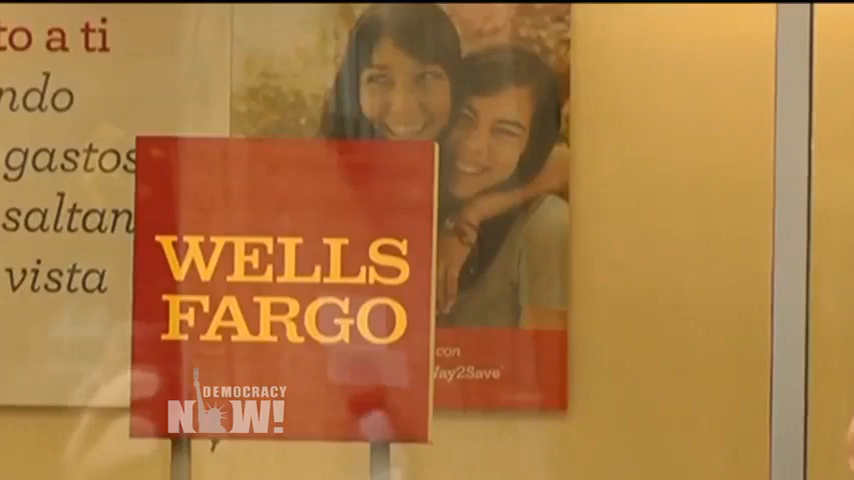 to a ti
ndo
gastos
saltan
vista
WELLS
FARGO
con
Way2Save
DEMOCRACY
NOW!